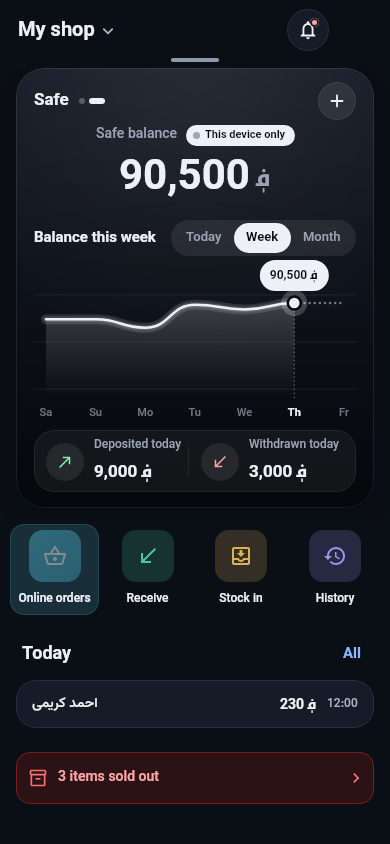 My shop
Safe
Safe balance
This device only
90,500 ؋
Balance this week
Today
Week
Month
90,500 ؋
Sa
Su
Mo
Tu
We
Th
Fr
Deposited today
9,000 ؋
Withdrawn today
3,000 ؋
Online orders
Receive
Stock in
History
Today
All
احمد کریمی
230 ؋
12:00
3 items sold out